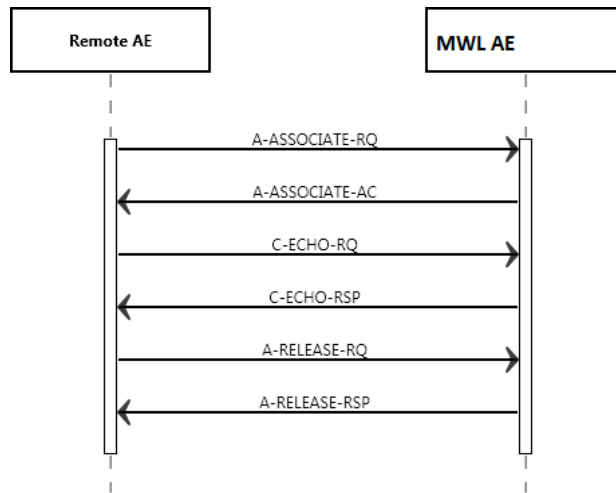 Remote AE
MWL AE
A-ASSOCIATE-RQ
A-ASSOCIATE-AC
C-ECHO-RQ
C-ECHO-RSP
A-RELEASE-RQ
A-RELEASE-RSP